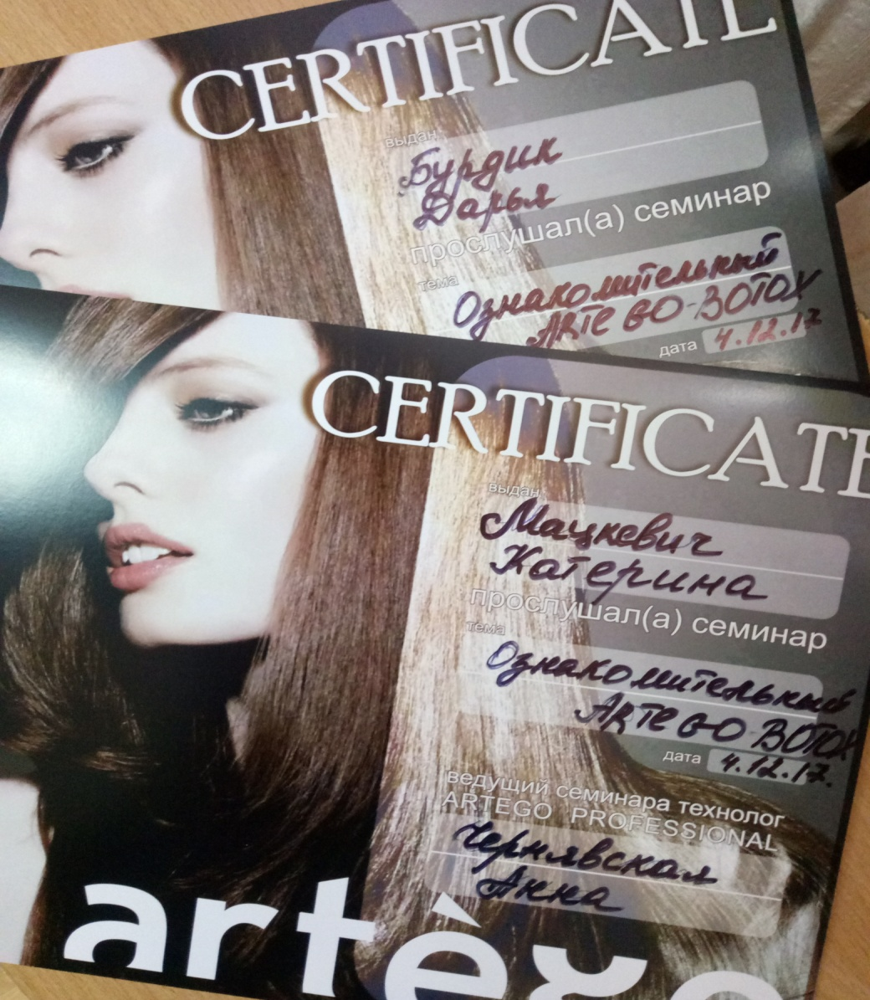 CERTIFICATE
выдан
Бурдик
Дарья
прослушал(а) семинар
тема
Ознакомительный
ARTEGO-BOTOX
дата 4.12.17
CERTIFICATE
выдан
Мацкевич
Катерина
прослушал(а) семинар
тема
Ознакомительный
ARTEGO BOTOX
дата 4.12.17.
ведущий семинара технолог
ARTEGO PROFESSIONAL
Чернявская
Анна
artègo